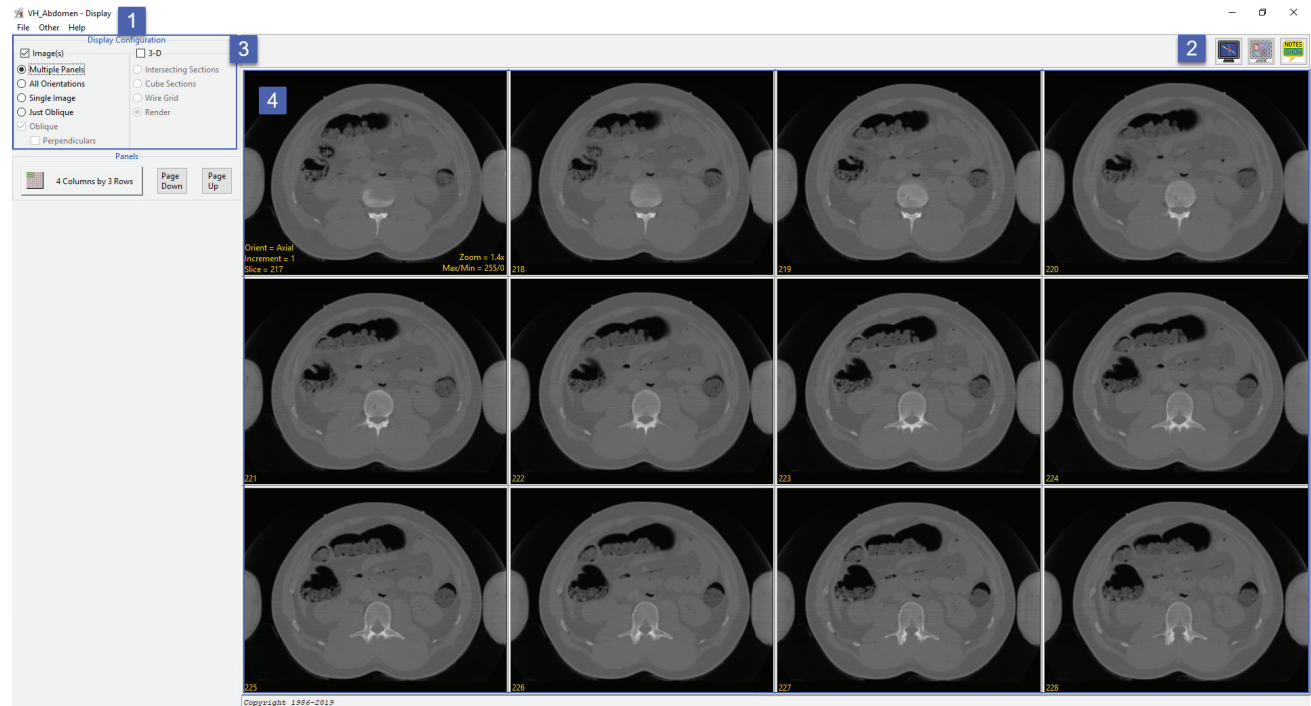 VH_Abdomen - Display
1
File Other Help
Display Configuration
3
2
NOTES
Image(s)
3-D
Multiple Panels
Intersecting Sections
All Orientations
Cube Sections
Single Image
Wire Grid
Just Oblique
Render
Oblique
Perpendiculars
4
Panels
4 Columns by 3 Rows
Page Down
Page Up
Orient = Axial
Increment = 1
Slice = 217
Zoom = 1.4x
Max/Min = 255/0
218
219
220
221
222
223
224
225
226
227
228
Copyright 1986-2019